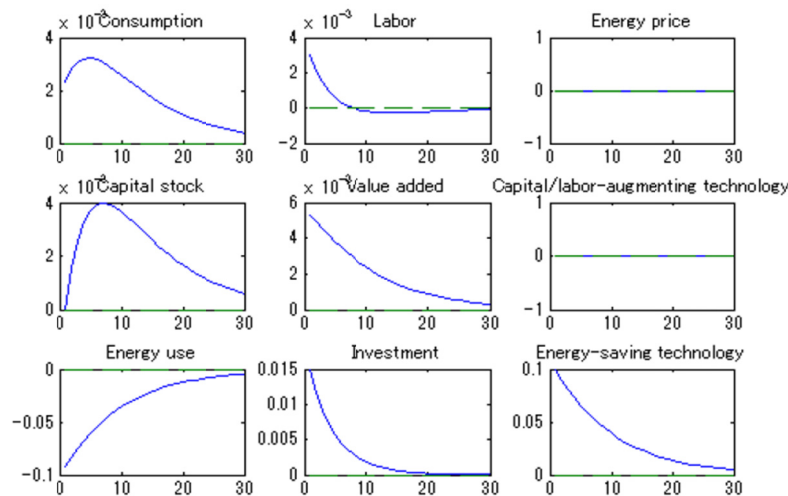 × 10⁻³ Consumption
× 10⁻³ Labor
Energy price
4
2
0
0 10 20 30
4
2
0
-2
0 10 20 30
1
0
-1
0 10 20 30
× 10⁻³ Capital stock
× 10⁻³ Value added
Capital/labor-augmenting technology
4
2
0
0 10 20 30
6
4
2
0
0 10 20 30
1
0
-1
0 10 20 30
Energy use
Investment
Energy-saving technology
0
-0.05
-0.1
0 10 20 30
0.015
0.01
0.005
0
0 10 20 30
0.1
0.05
0
0 10 20 30